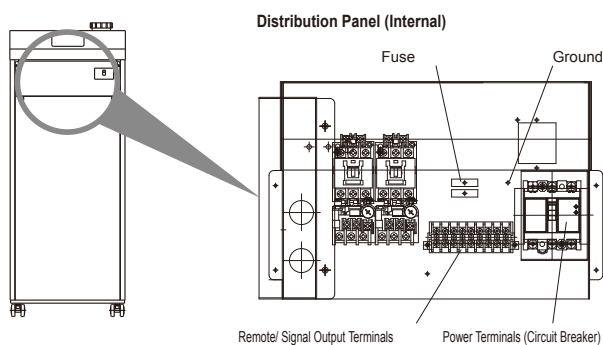 Distribution Panel (Internal)
Fuse
Ground
Remote/ Signal Output Terminals
Power Terminals (Circuit Breaker)